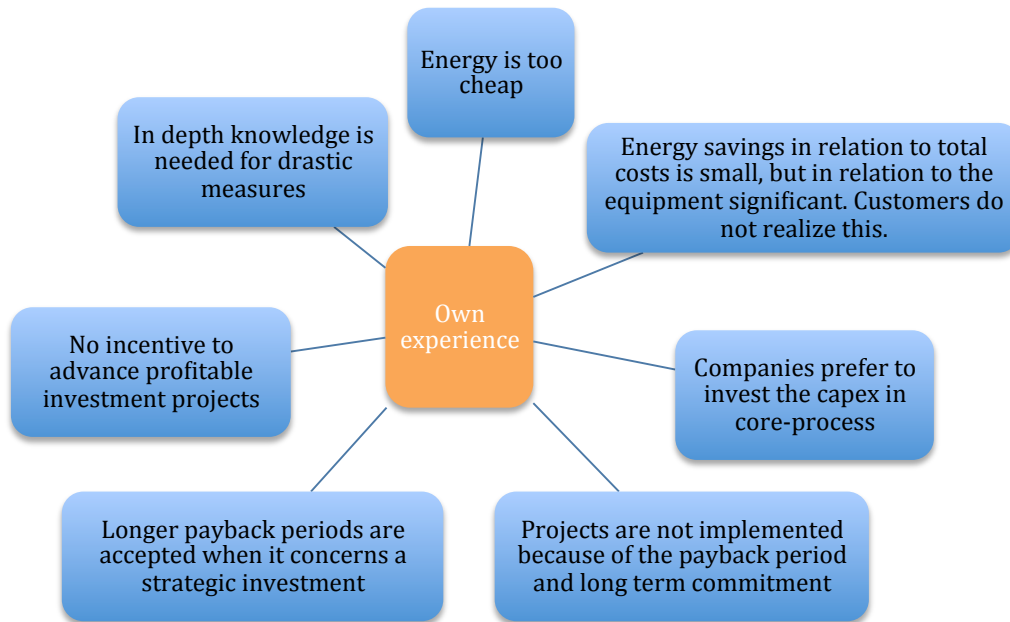 Energy is too
cheap
In depth knowledge is
needed for drastic
measures
Energy savings in relation to total
costs is small, but in relation to the
equipment significant. Customers do
not realize this.
Own
experience
No incentive to
advance profitable
investment projects
Companies prefer to
invest the capex in
core-process
Longer payback periods are
accepted when it concerns a
strategic investment
Projects are not implemented
because of the payback period
and long term commitment